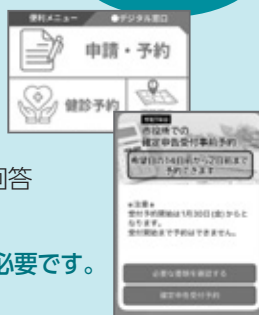 便利メニュー ●デジタル窓口
申請・予約
健診予約
市役所での
確定申告受付事前予約
希望日の14日前から2日前まで
予約できます
回答
●注意●
受付予約開始は1月30日(金)からと
なります。
受付開始まで予約はできません。
必要です。
必要な書類を確認する
確定申告受付予約